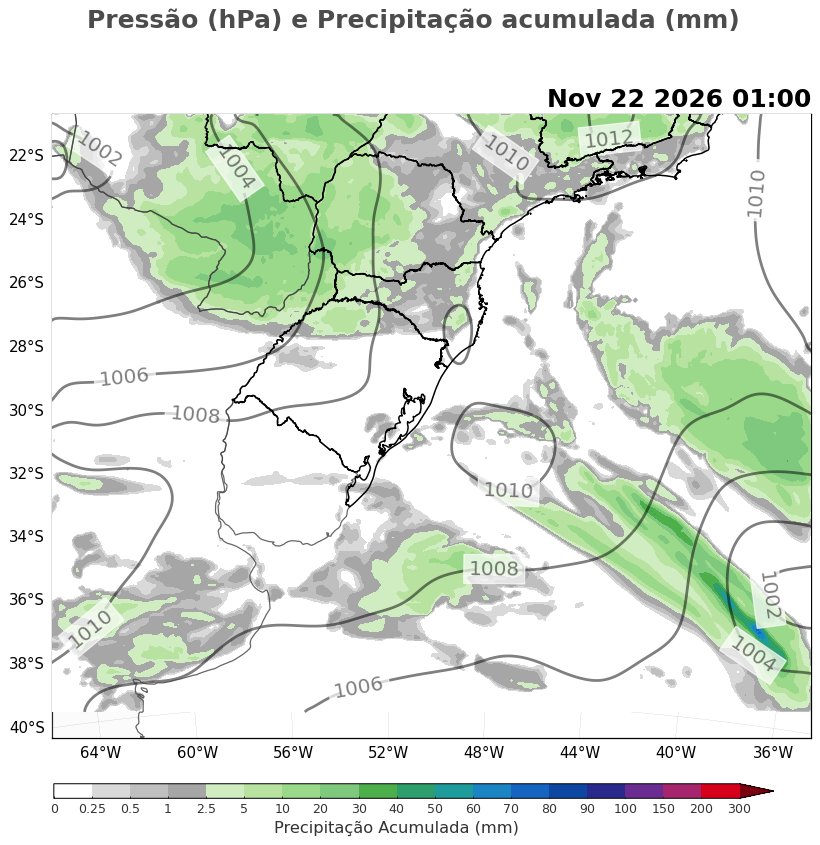 Pressão (hPa) e Precipitação acumulada (mm)
Nov 22 2026 01:00
1002
1004
1010
1012
1010
22°S
24°S
26°S
28°S
1006
1008
30°S
32°S
1010
34°S
1008
36°S
1002
1010
1004
38°S
1006
40°S
64°W 60°W 56°W 52°W 48°W 44°W 40°W 36°W
0 0.25 0.5 1 2.5 5 10 20 30 40 50 60 70 80 90 100 150 200 300
Precipitação Acumulada (mm)